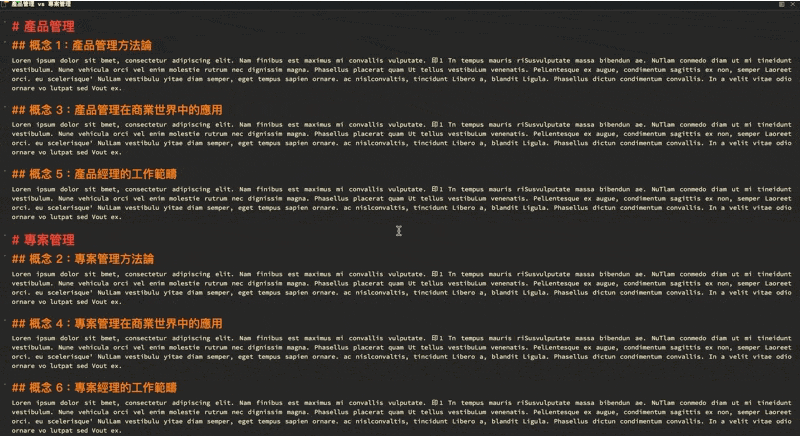 產品管理 vs 專案管理
# 產品管理
## 概念 1：產品管理方法論
Lorem ipsum dolor sit bmet, consectetur adipiscing elit. Nam finibus est maximus mi convallis vulputate. 印1 Tn tempus mauris riSusvulputate massa bibendun ae. NuTlam conmedo diam ut mi tincidunt
vestibulum. Nune vehicula orci vel enim molestie rutrum nec dignissim magna. Phasellus placerat quam Ut tellus vestibuLum venenatis. PelLentesque ex augue, condimentum sagittis ex non, semper Laoreet
orci. eu scelerisque' NulLam vestibulu yitae diam semper, eget tempus sapien ornare. ac nislconvaltis, tincidunt Libero a, blandit Ligula. Phasellus dictun condimentum convallis. In a velit vitae odio
ornare vo lutpat sed Vout ex.
## 概念 3：產品管理在商業世界中的應用
Lorem ipsum dolor sit bmet, consectetur adipiscing elit. Nam finibus est maximus mi convallis vulputate. 印1 Tn tempus mauris riSusvulputate massa bibendun ae. NuTlam conmedo diam ut mi tincidunt
vestibulum. Nune vehicula orci vel enim molestie rutrum nec dignissim magna. Phasellus placerat quam Ut tellus vestibuLum venenatis. PelLentesque ex augue, condimentum sagittis ex non, semper Laoreet
orci. eu scelerisque' NulLam vestibulu yitae diam semper, eget tempus sapien ornare. ac nislconvaltis, tincidunt Libero a, blandit Ligula. Phasellus dictun condimentum convallis. In a velit vitae odio
ornare vo lutpat sed Vout ex.
## 概念 5：產品經理的工作範疇
Lorem ipsum dolor sit bmet, consectetur adipiscing elit. Nam finibus est maximus mi convallis vulputate. 印1 Tn tempus mauris riSusvulputate massa bibendun ae. NuTlam conmedo diam ut mi tincidunt
vestibulum. Nune vehicula orci vel enim molestie rutrum nec dignissim magna. Phasellus placerat quam Ut tellus vestibuLum venenatis. PelLentesque ex augue, condimentum sagittis ex non, semper Laoreet
orci. eu scelerisque' NulLam vestibulu yitae diam semper, eget tempus sapien ornare. ac nislconvaltis, tincidunt Libero a, blandit Ligula. Phasellus dictun condimentum convallis. In a velit vitae odio
ornare vo lutpat sed Vout ex.
# 專案管理
## 概念 2：專案管理方法論
Lorem ipsum dolor sit bmet, consectetur adipiscing elit. Nam finibus est maximus mi convallis vulputate. 印1 Tn tempus mauris riSusvulputate massa bibendun ae. NuTlam conmedo diam ut mi tincidunt
vestibulum. Nune vehicula orci vel enim molestie rutrum nec dignissim magna. Phasellus placerat quam Ut tellus vestibuLum venenatis. PelLentesque ex augue, condimentum sagittis ex non, semper Laoreet
orci. eu scelerisque' NulLam vestibulu yitae diam semper, eget tempus sapien ornare. ac nislconvaltis, tincidunt Libero a, blandit Ligula. Phasellus dictun condimentum convallis. In a velit vitae odio
ornare vo lutpat sed Vout ex.
## 概念 4：專案管理在商業世界中的應用
Lorem ipsum dolor sit bmet, consectetur adipiscing elit. Nam finibus est maximus mi convallis vulputate. 印1 Tn tempus mauris riSusvulputate massa bibendun ae. NuTlam conmedo diam ut mi tincidunt
vestibulum. Nune vehicula orci vel enim molestie rutrum nec dignissim magna. Phasellus placerat quam Ut tellus vestibuLum venenatis. PelLentesque ex augue, condimentum sagittis ex non, semper Laoreet
orci. eu scelerisque' NulLam vestibulu yitae diam semper, eget tempus sapien ornare. ac nislconvaltis, tincidunt Libero a, blandit Ligula. Phasellus dictun condimentum convallis. In a velit vitae odio
ornare vo lutpat sed Vout ex.
## 概念 6：專案經理的工作範疇
Lorem ipsum dolor sit bmet, consectetur adipiscing elit. Nam finibus est maximus mi convallis vulputate. 印1 Tn tempus mauris riSusvulputate massa bibendun ae. NuTlam conmedo diam ut mi tincidunt
vestibulum. Nune vehicula orci vel enim molestie rutrum nec dignissim magna. Phasellus placerat quam Ut tellus vestibuLum venenatis. PelLentesque ex augue, condimentum sagittis ex non, semper Laoreet
orci. eu scelerisque' NulLam vestibulu yitae diam semper, eget tempus sapien ornare. ac nislconvaltis, tincidunt Libero a, blandit Ligula. Phasellus dictun condimentum convallis. In a velit vitae odio
ornare vo lutpat sed Vout ex.